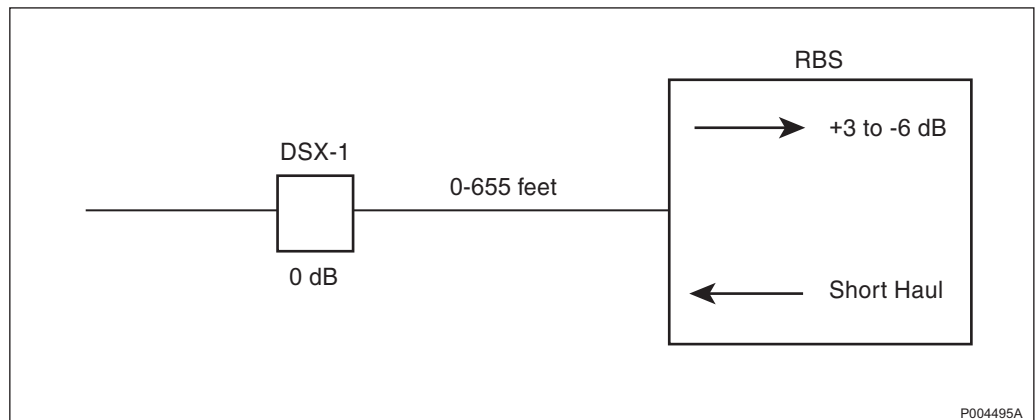 RBS
+3 to -6 dB
DSX-1
0-655 feet
0 dB
Short Haul
P004495A